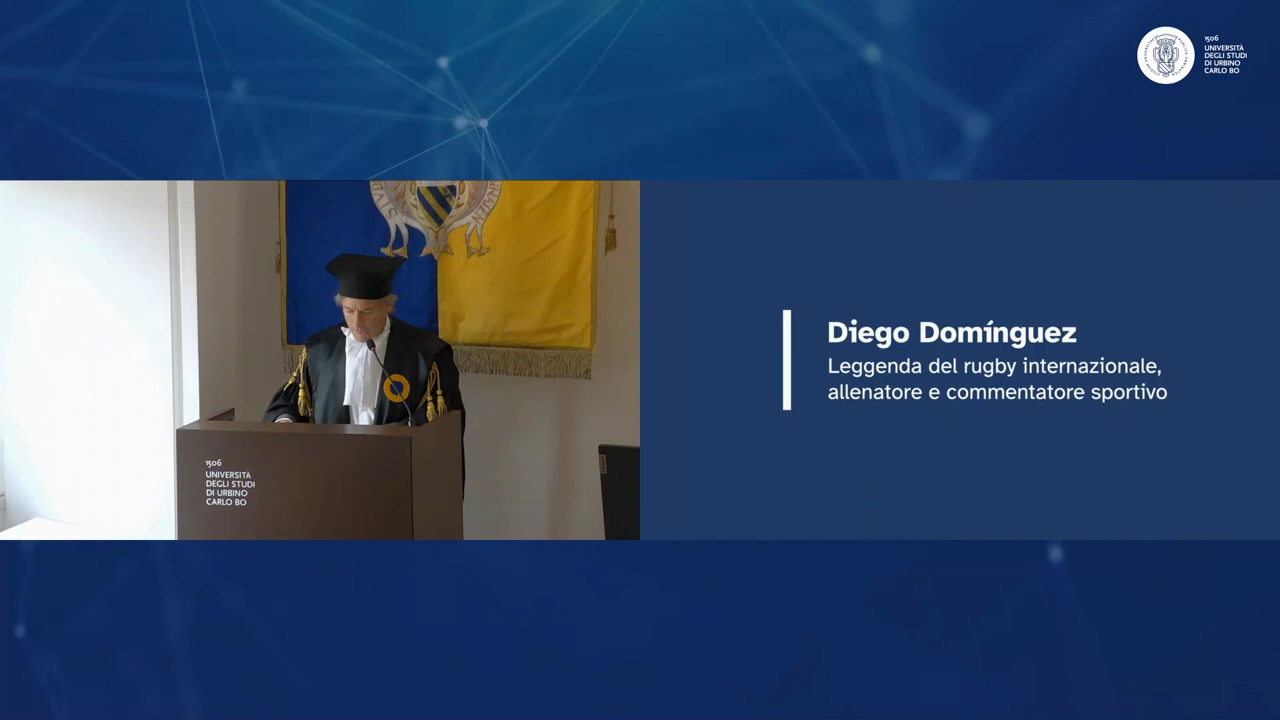 1506
UNIVERSITÀ
DEGLI STUDI
DI URBINO
CARLO BO
Diego Domínguez
Leggenda del rugby internazionale,
allenatore e commentatore sportivo
1506
UNIVERSITÀ
DEGLI STUDI
DI URBINO
CARLO BO